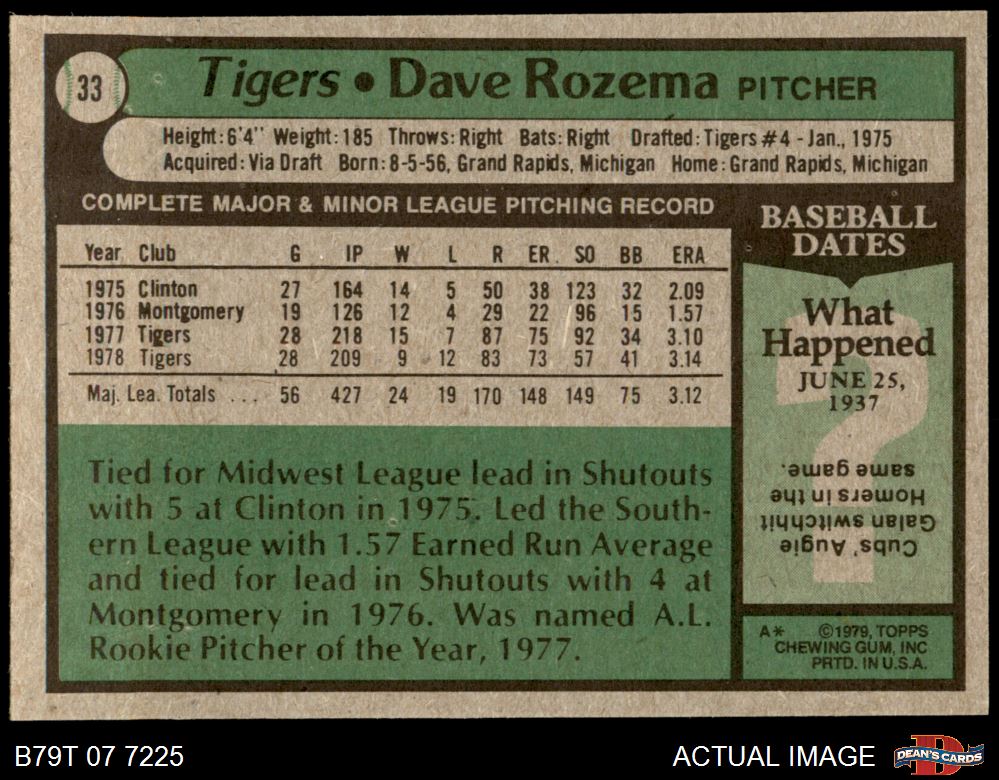 33
Tigers • Dave Rozema PITCHER
Height: 6'4" Weight: 185 Throws: Right Bats: Right Drafted: Tigers #4 - Jan., 1975
Acquired: Via Draft Born: 8-5-56, Grand Rapids, Michigan Home: Grand Rapids, Michigan
COMPLETE MAJOR & MINOR LEAGUE PITCHING RECORD
Year Club G IP W L R ER SO BB ERA
1975 Clinton 27 164 14 5 50 38 123 32 2.09
1976 Montgomery 19 126 12 4 29 22 96 15 1.57
1977 Tigers 28 218 15 7 87 75 92 34 3.10
1978 Tigers 28 209 9 12 83 73 57 41 3.14
Maj. Lea. Totals ... 56 427 24 19 170 148 149 75 3.12
Tied for Midwest League lead in Shutouts
with 5 at Clinton in 1975. Led the South-
ern League with 1.57 Earned Run Average
and tied for lead in Shutouts with 4 at
Montgomery in 1976. Was named A.L.
Rookie Pitcher of the Year, 1977.
BASEBALL
DATES
What
Happened
JUNE 25,
1937
?
Cubs' Augie
Galan switchhit
Homers in the
same game.
A* ©1979, TOPPS
CHEWING GUM, INC
PRTD. IN U.S.A.
B79T 07 7225
ACTUAL IMAGE
D
DEAN'S CARDS